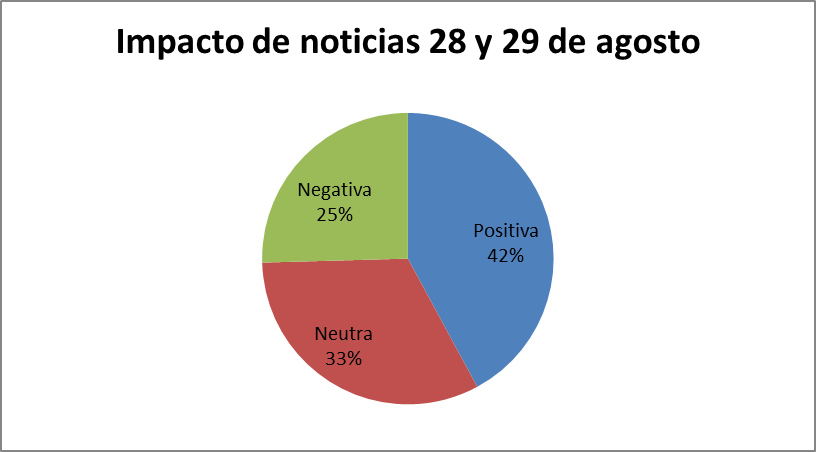 Impacto de noticias 28 y 29 de agosto
Negativa
25%
Positiva
42%
Neutra
33%